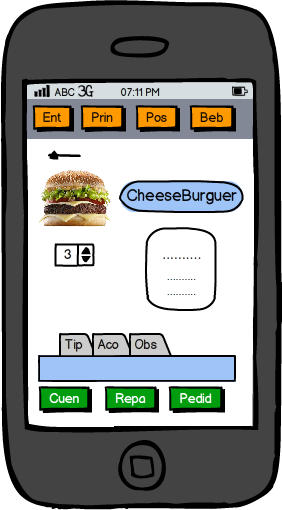 ABC 3G 07:11 PM
Ent Prin Pos Beb
CheeseBurguer
3
..........
..........
..........
Tip Aco Obs
Cuen Repa Pedid